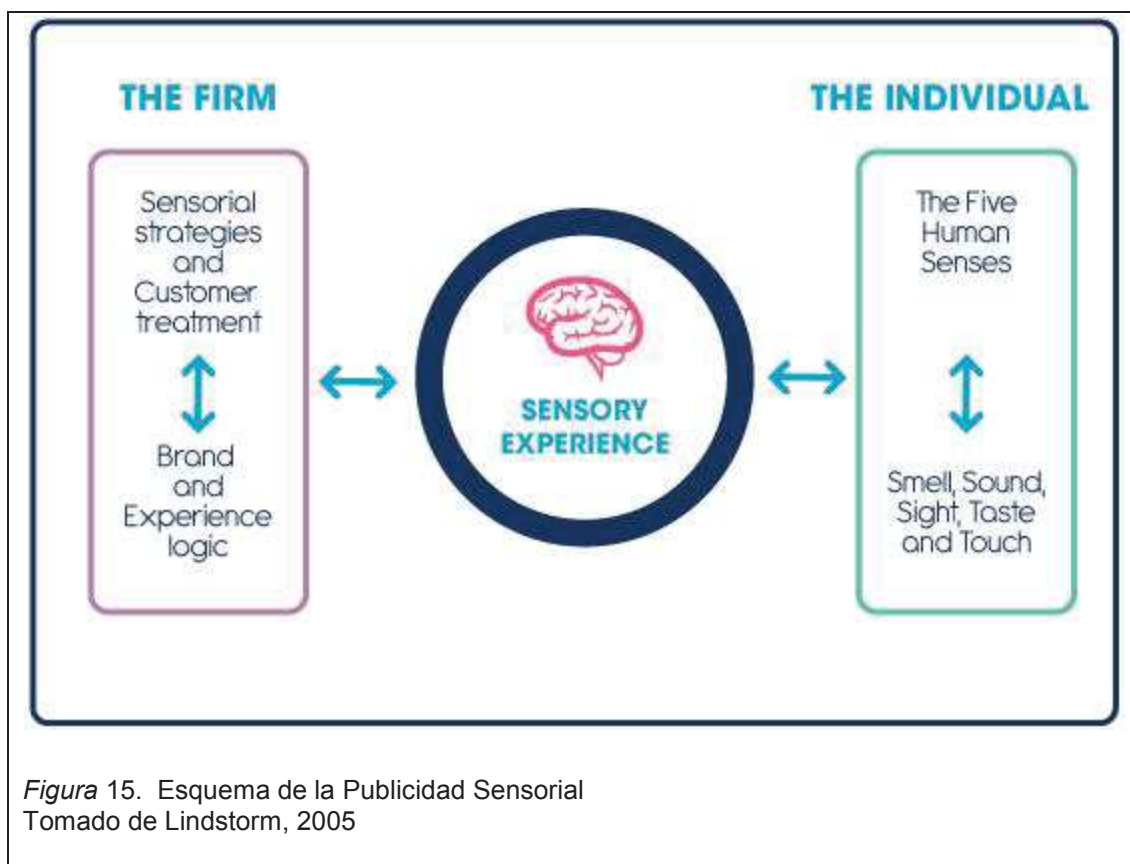 THE FIRM
THE INDIVIDUAL
Sensorial
strategies
and
Customer
treatment
Brand
and
Experience
logic
SENSORY
EXPERIENCE
The Five
Human
Senses
Smell, Sound,
Sight, Taste
and Touch
Figura 15. Esquema de la Publicidad Sensorial
Tomado de Lindstorm, 2005